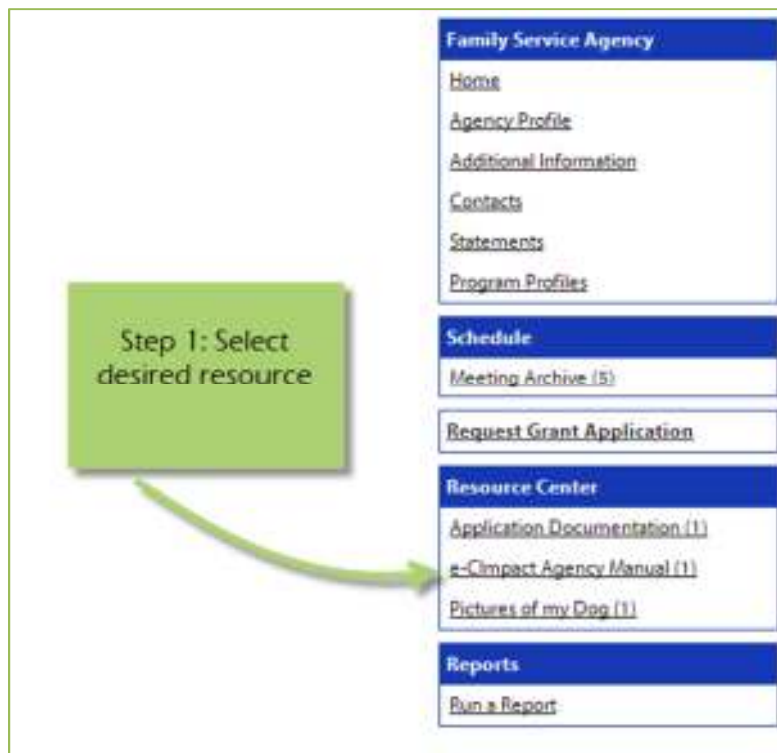 Family Service Agency
Home
Agency Profile
Additional Information
Contacts
Statements
Program Profiles
Step 1: Select
desired resource
Schedule
Meeting Archive (5)
Request Grant Application
Resource Center
Application Documentation (1)
e-CImpact Agency Manual (1)
Pictures of my Dog (1)
Reports
Run a Report